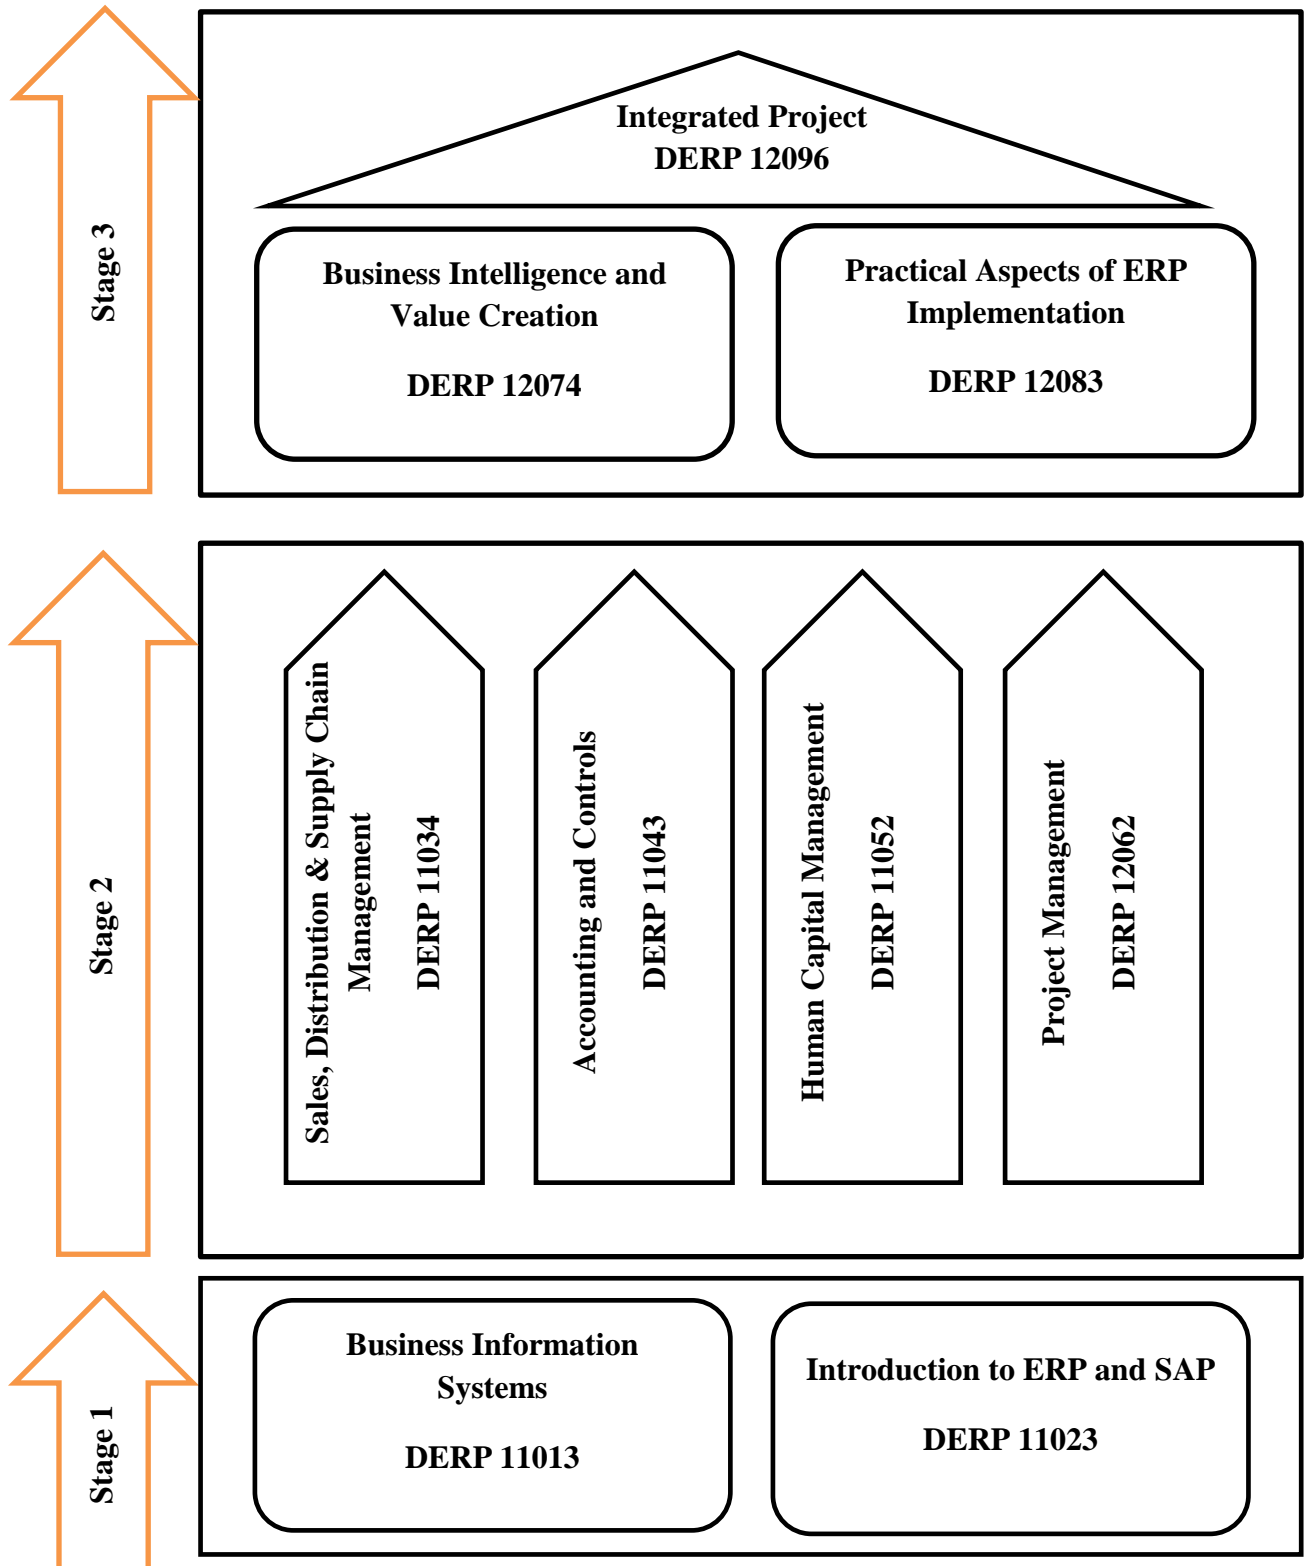 Stage 3
Integrated Project
DERP 12096
Business Intelligence and
Value Creation
DERP 12074
Practical Aspects of ERP
Implementation
DERP 12083
Stage 2
Sales, Distribution & Supply Chain
Management
DERP 11034
Accounting and Controls
DERP 11043
Human Capital Management
DERP 11052
Project Management
DERP 12062
Stage 1
Business Information
Systems
DERP 11013
Introduction to ERP and SAP
DERP 11023